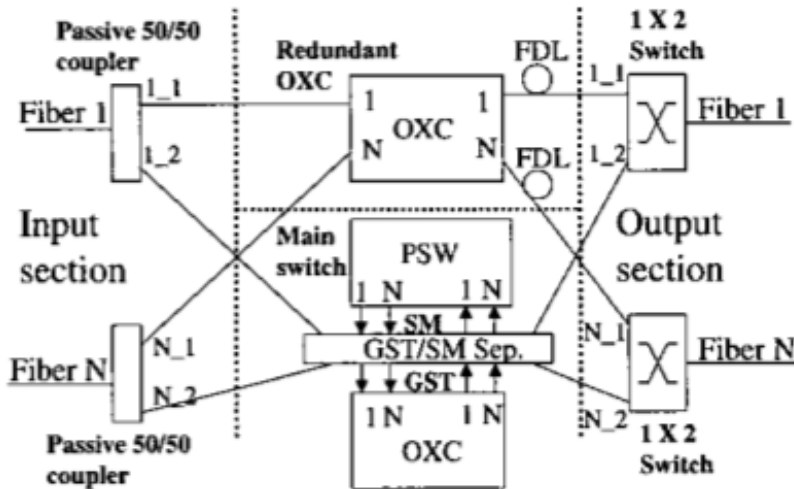 Passive 50/50
coupler
Redundant
OXC
FDL
1 X 2
Switch
Fiber 1
1_1
1_2
1
N
OXC
1
N
FDL
1_1
1_2
Fiber 1
Input
section
Main
switch
PSW
1 N
1 N
SM
GST/SM Sep.
GST
1 N
1 N
OXC
Output
section
Fiber N
N_1
N_2
Passive 50/50
coupler
N_1
N_2
Fiber N
1 X 2
Switch